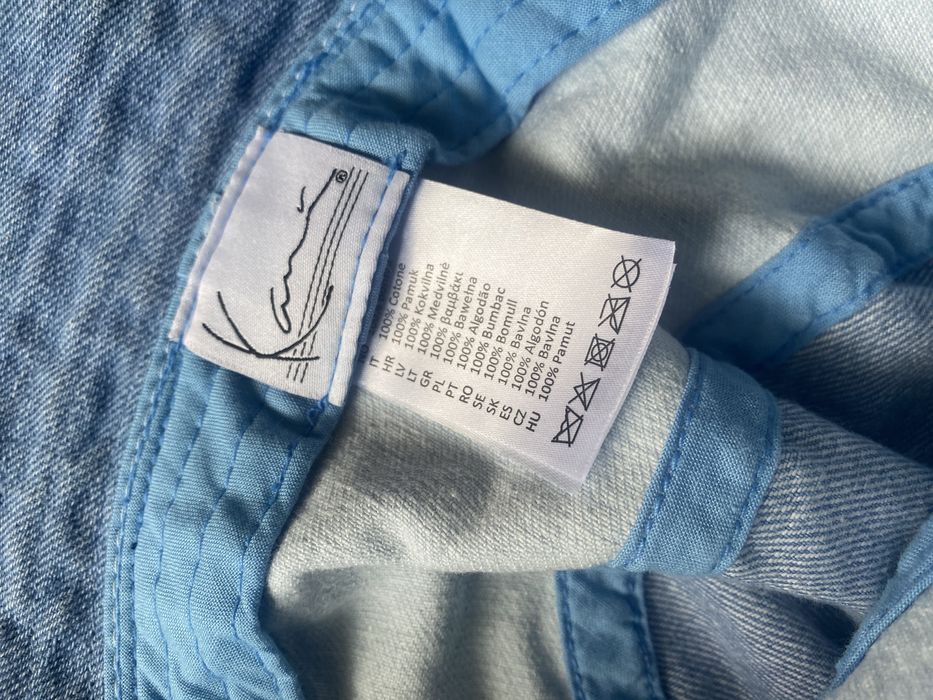 IT 100% Cotone
HR 100% Pamuk
LV 100% Kokvilna
LT 100% Medvilnė
GR 100% βαμβάκι
PL 100% Bawełna
PT 100% Algodão
RO 100% Bumbac
SE 100% Bomull
SK 100% Bavlna
ES 100% Algodón
CZ 100% Bavlna
HU 100% Pamut